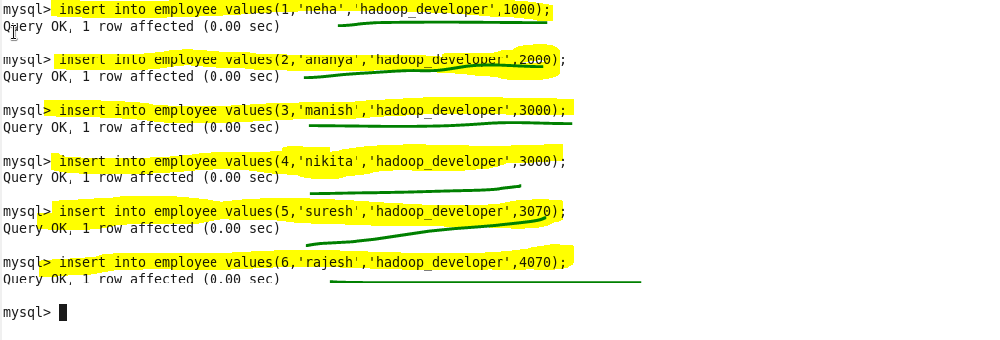 mysql> insert into employee values(1,'neha','hadoop_developer',1000);
Query OK, 1 row affected (0.00 sec)
mysql> insert into employee values(2,'ananya','hadoop_developer',2000);
Query OK, 1 row affected (0.00 sec)
mysql> insert into employee values(3,'manish','hadoop_developer',3000);
Query OK, 1 row affected (0.00 sec)
mysql> insert into employee values(4,'nikita','hadoop_developer',3000);
Query OK, 1 row affected (0.00 sec)
mysql> insert into employee values(5,'suresh','hadoop_developer',3070);
Query OK, 1 row affected (0.00 sec)
mysql> insert into employee values(6,'rajesh','hadoop_developer',4070);
Query OK, 1 row affected (0.00 sec)
mysql>